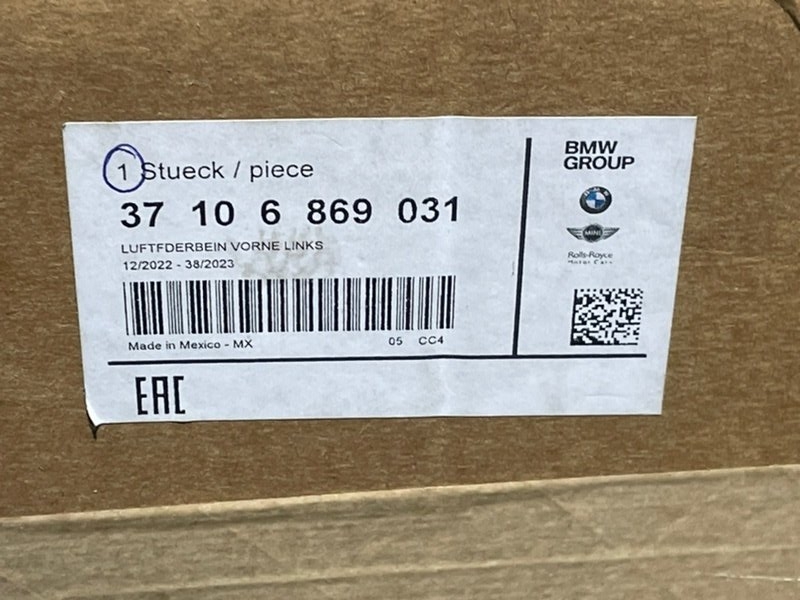 1 Stueck / piece
37 10 6 869 031
LUFTFDERBEIN VORNE LINKS
12/2022 - 38/2023
Made in Mexico - MX 05 CC4
EAC
BMW
GROUP
MINI
Rolls-Royce
Motor Cars